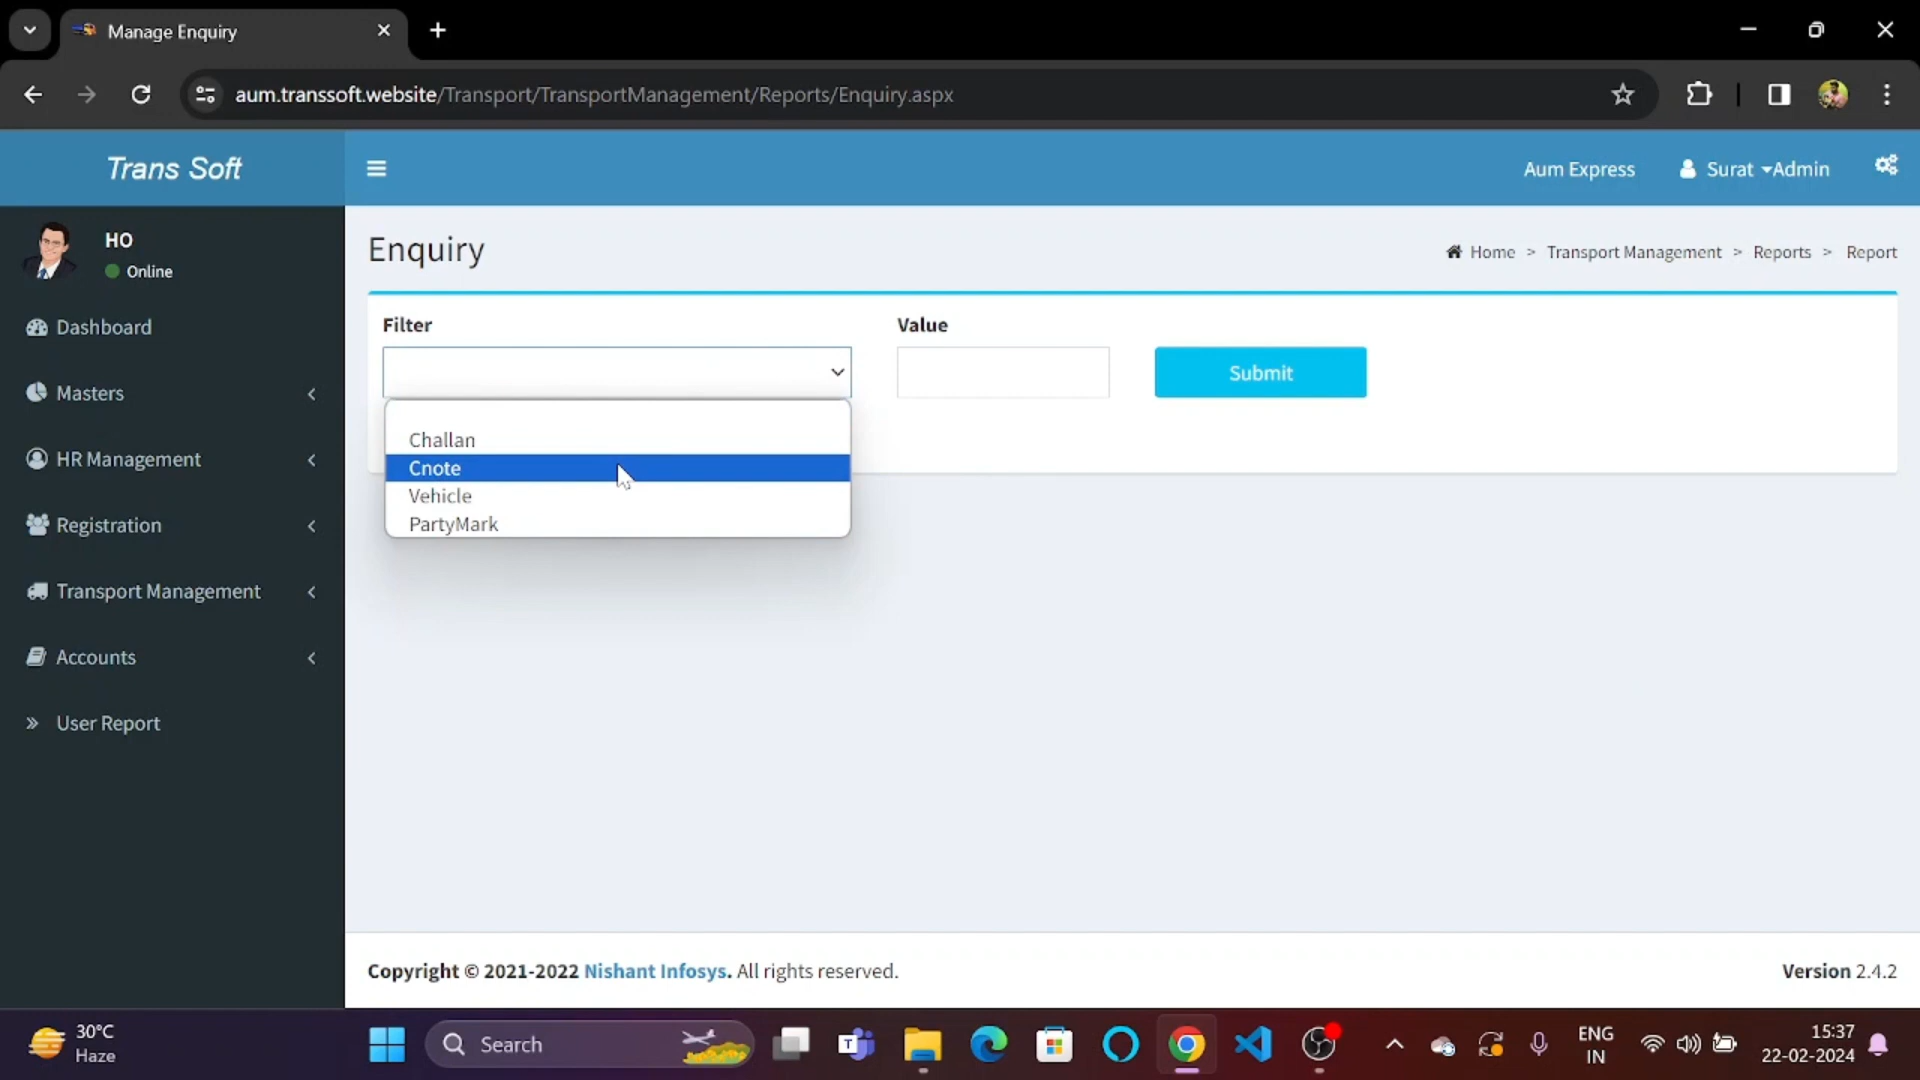 Manage Enquiry
aum.transsoft.website/Transport/TransportManagement/Reports/Enquiry.aspx
Trans Soft
Aum Express
Surat
Admin
HO
Online
Enquiry
Home > Transport Management > Reports > Report
Dashboard
Masters
HR Management
Registration
Transport Management
Accounts
User Report
Filter
Value
Submit
Challan
Cnote
Vehicle
PartyMark
Copyright © 2021-2022 Nishant Infosys. All rights reserved.
Version 2.4.2
30°C
Haze
Search
ENG
IN
15:37
22-02-2024